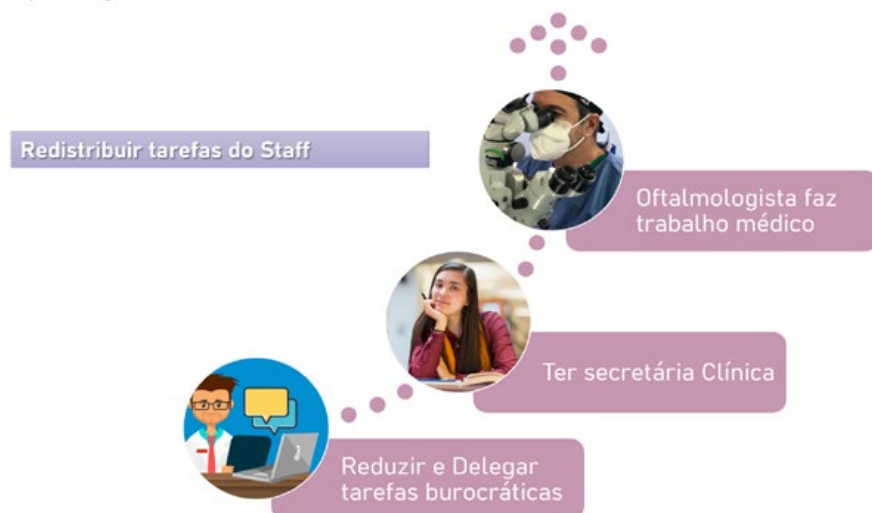 Redistribuir tarefas do Staff
Oftalmologista faz
trabalho médico
Ter secretária Clínica
Reduzir e Delegar
tarefas burocráticas